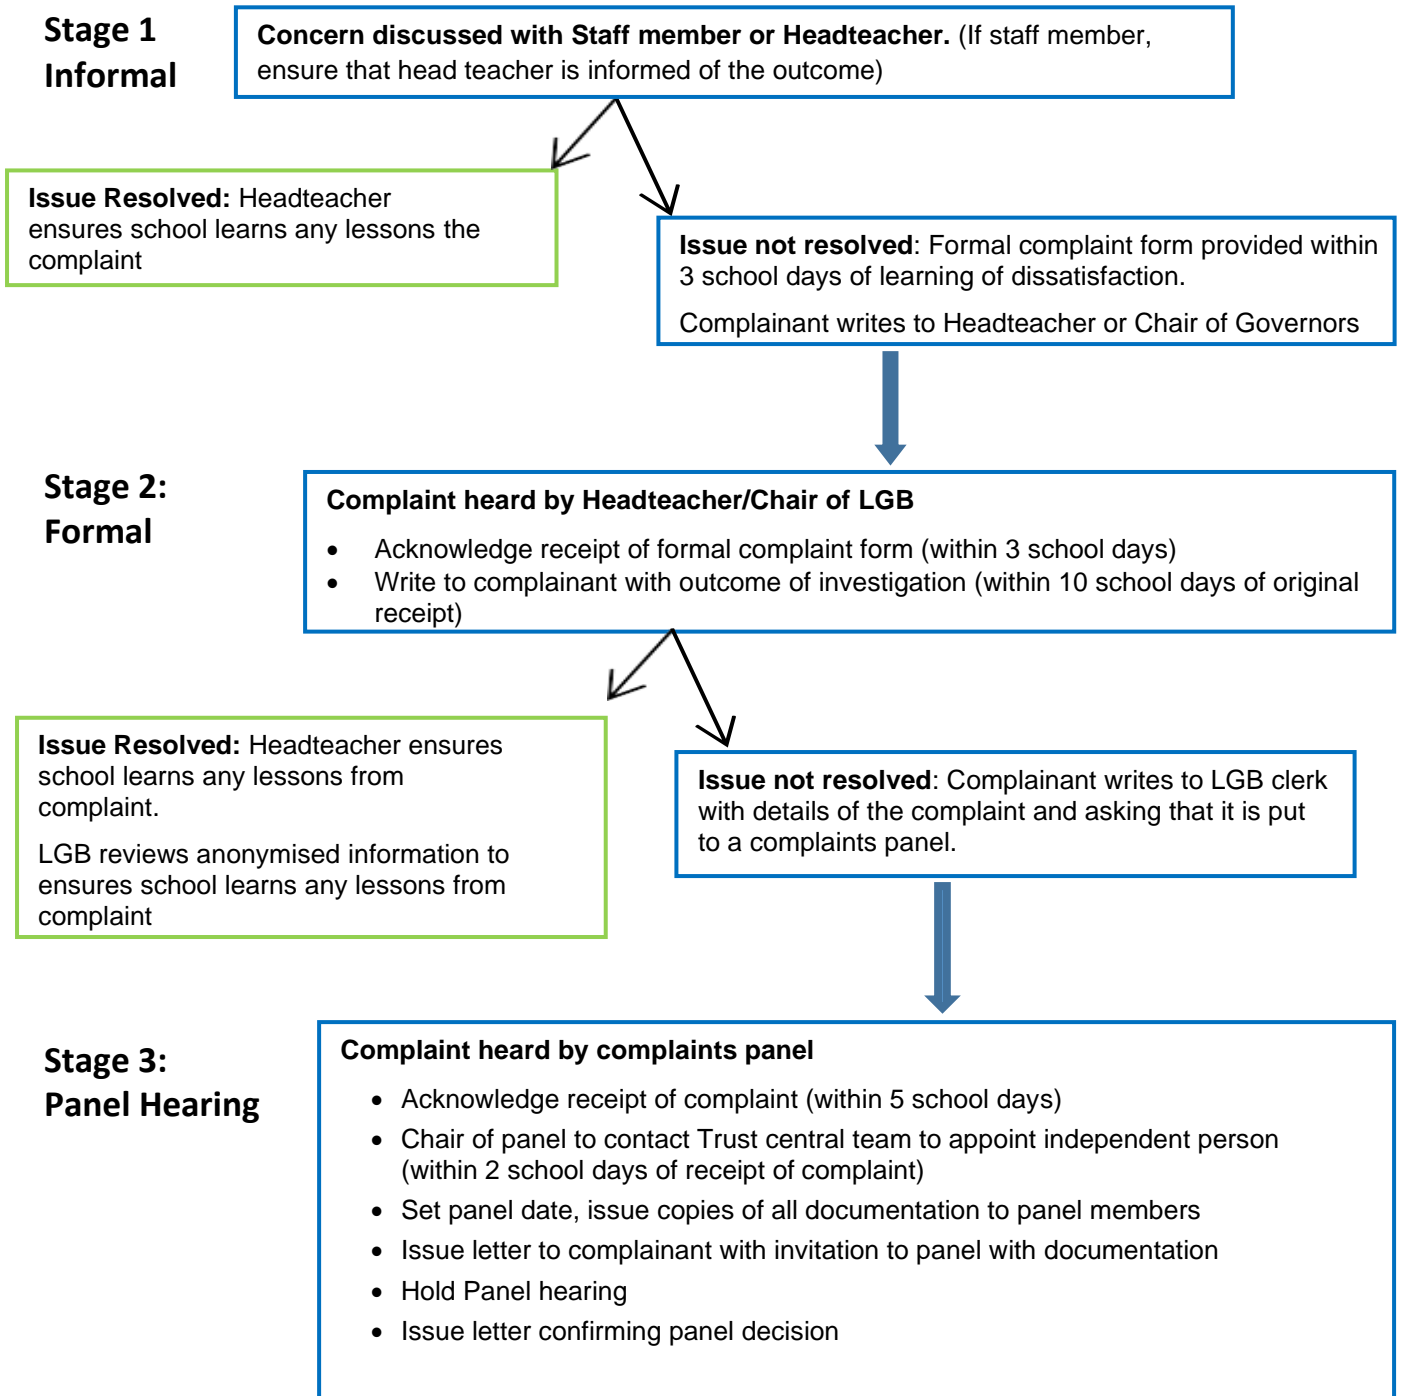 Stage 1
Informal
Concern discussed with Staff member or Headteacher. (If staff member,
ensure that head teacher is informed of the outcome)
Issue Resolved: Headteacher
ensures school learns any lessons the
complaint
Issue not resolved: Formal complaint form provided within
3 school days of learning of dissatisfaction.
Complainant writes to Headteacher or Chair of Governors
Stage 2:
Formal
Complaint heard by Headteacher/Chair of LGB
• Acknowledge receipt of formal complaint form (within 3 school days)
• Write to complainant with outcome of investigation (within 10 school days of original
receipt)
Issue Resolved: Headteacher ensures
school learns any lessons from
complaint.
LGB reviews anonymised information to
ensures school learns any lessons from
complaint
Issue not resolved: Complainant writes to LGB clerk
with details of the complaint and asking that it is put
to a complaints panel.
Stage 3:
Panel Hearing
Complaint heard by complaints panel
• Acknowledge receipt of complaint (within 5 school days)
• Chair of panel to contact Trust central team to appoint independent person
(within 2 school days of receipt of complaint)
• Set panel date, issue copies of all documentation to panel members
• Issue letter to complainant with invitation to panel with documentation
• Hold Panel hearing
• Issue letter confirming panel decision